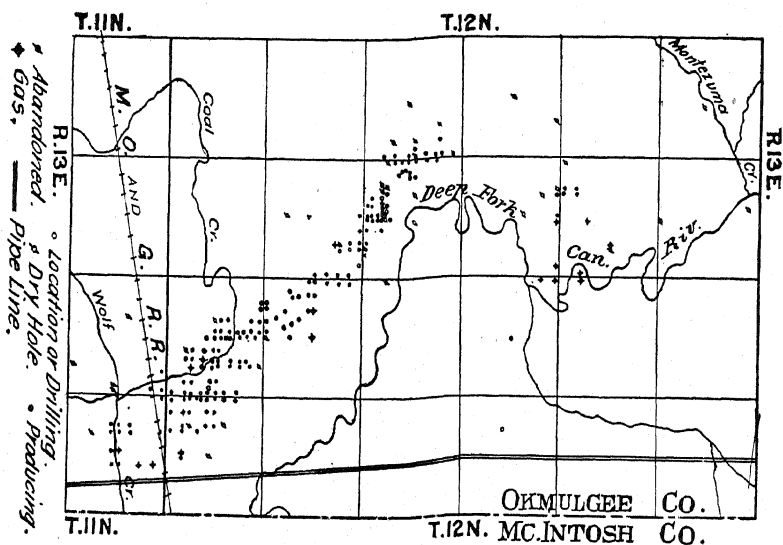 T.11N.
T.12N.
R.13E.
R.13E.
Montezuma
Cr.
M. O. AND G. R.R.
Coal
Cr.
Deep Fork
Can. Riv.
Wolf
Cr.
OKMULGEE CO.
T.11N.
T.12N.
MC.INTOSH CO.
Location or Drilling.
Producing.
Abandoned.
Dry Hole.
Gas.
Pipe Line.